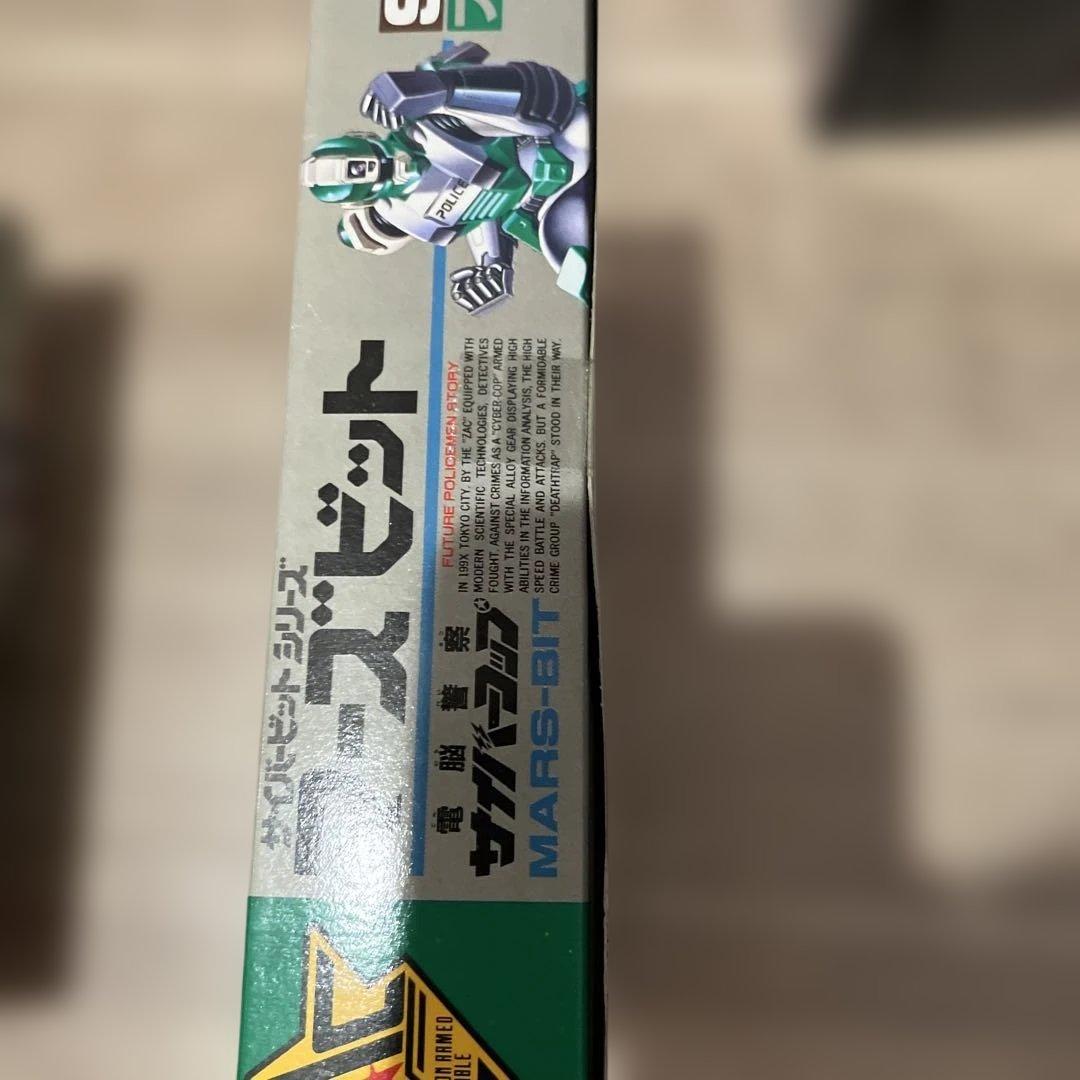 サイバービット シリーズ
マーズビット
FUTURE POLICEMEN STORY
IN 199X TOKYO CITY, BY THE "ZAC" EQUIPPED WITH
MODERN SCIENTIFIC TECHNOLOGIES, DETECTIVES
FOUGHT. AGAINST CRIMES AS A "CYBER-COP" ARMED
WITH THE SPECIAL ALLOY GEAR DISPLAYING HIGH
ABILITIES IN THE INFORMATION ANALYSIS, THE HIGH
SPEED BATTLE AND ATTACKS. BUT A FORMIDABLE
CRIME GROUP "DEATHTRAP" STOOD IN THEIR WAY.
電脳警察
サイバーコップ
MARS-BIT
POLICE
ARMED